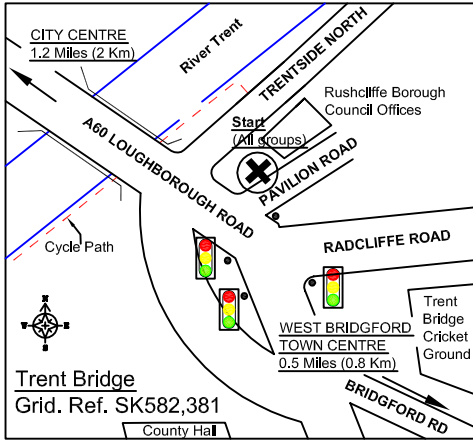 CITY CENTRE
1.2 Miles (2 Km)
River Trent
TRENTSIDE NORTH
Rushcliffe Borough
Council Offices
Start
(All groups)
A60 LOUGHBOROUGH ROAD
PAVILION ROAD
RADCLIFFE ROAD
Cycle Path
N
E
S
WEST BRIDGFORD
TOWN CENTRE
0.5 Miles (0.8 Km)
Trent
Bridge
Cricket
Ground
Trent Bridge
Grid. Ref. SK582,381
BRIDGFORD RD
County Hall